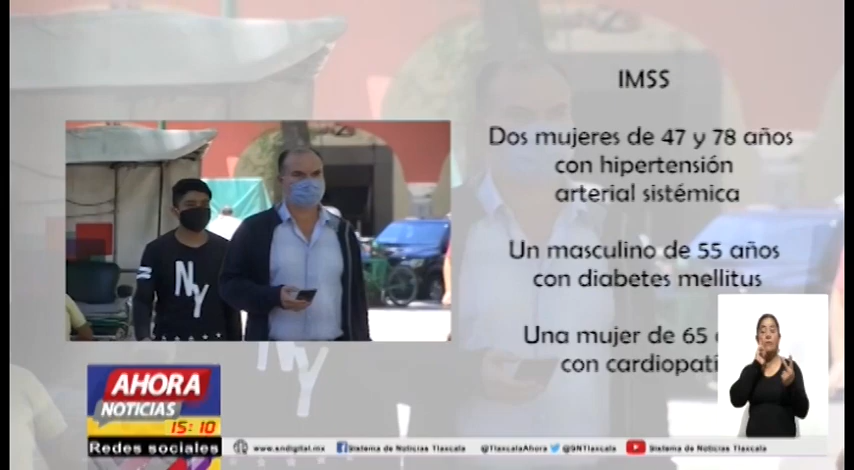 IMSS
Dos mujeres de 47 y 78 años
con hipertensión
arterial sistémica
Un masculino de 55 años
con diabetes mellitus
Una mujer de 65
con
NY
AHORA
NOTICIAS
15:10
Redes sociales
www.sndigital.mx
Sistema de Noticias Tlaxcala
@TlaxcalaAhora
@SNTlaxcala
Sistema de Noticias Tlaxcala